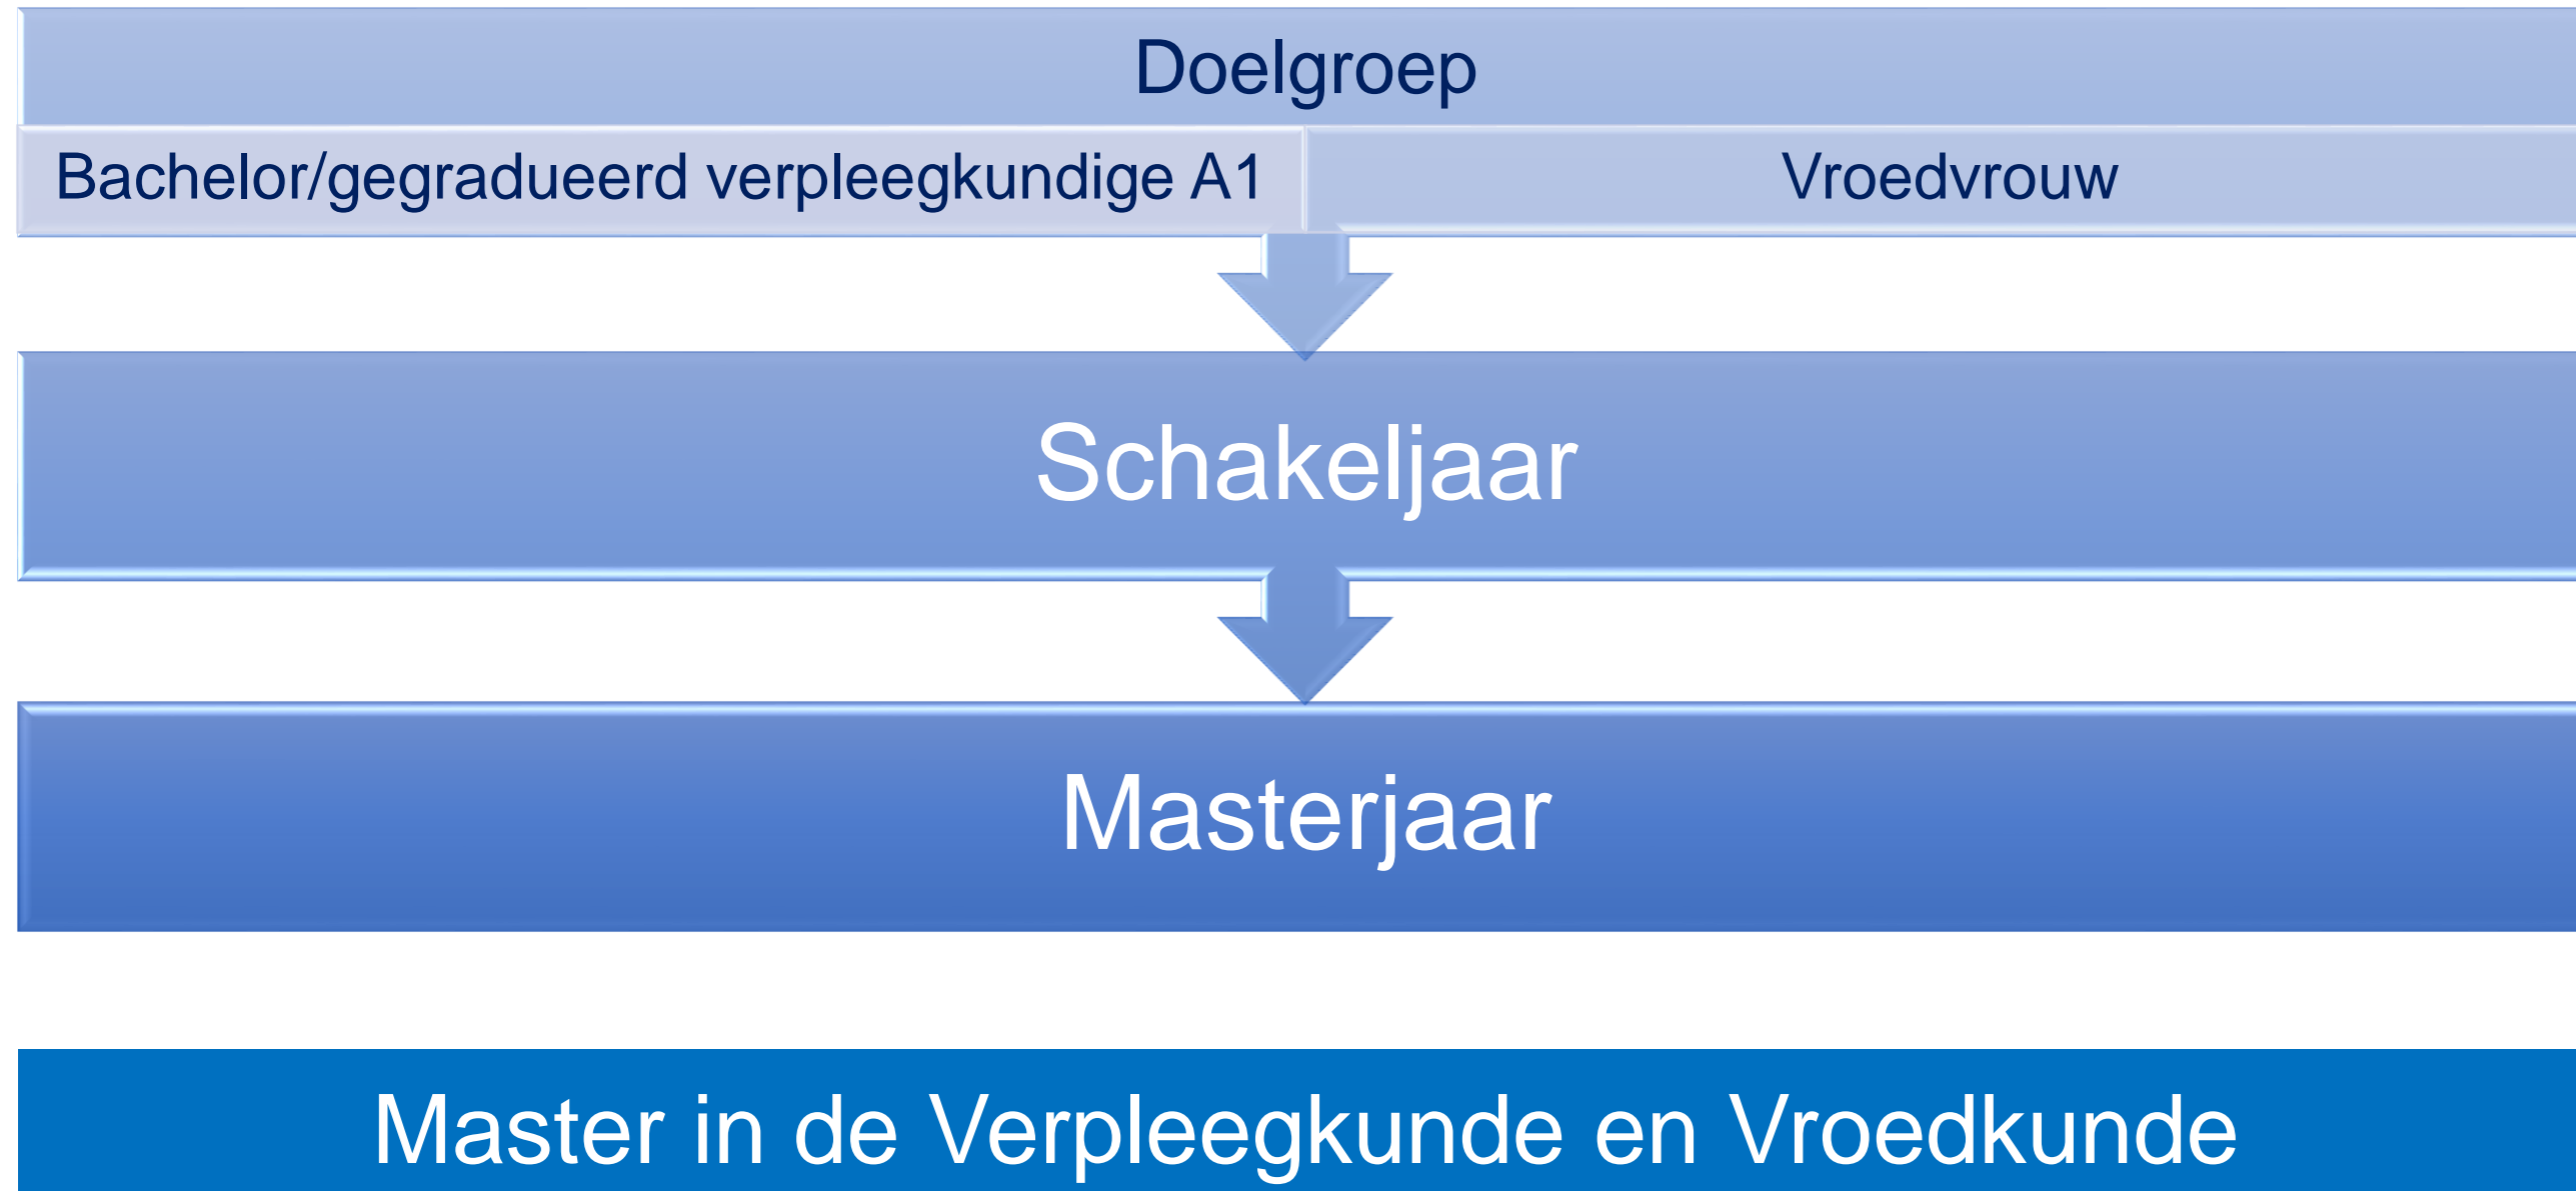 Doelgroep
Bachelor/gegradueerd verpleegkundige A1
Vroedvrouw
Schakeljaar
Masterjaar
Master in de Verpleegkunde en Vroedkunde